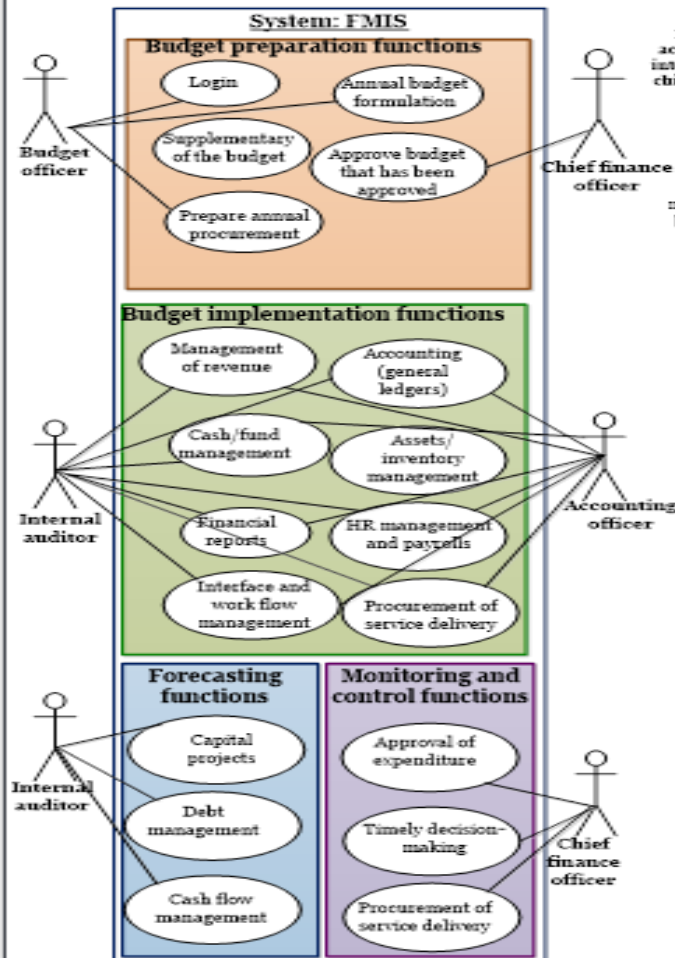 System: FMIS
Budget preparation functions
Login
Annual budget
formulation
Supplementary
of the budget
Approve budget
that has been
approved
Prepare annual
procurement
Budget
officer
Chief finance
officer
Budget implementation functions
Management
of revenue
Accounting
(general
ledgers)
Cash/fund
management
Assets/
inventory
management
Financial
reports
HR management
and payrolls
Interface and
work flow
management
Procurement of
service delivery
Internal
auditor
Accounting
officer
Forecasting
functions
Capital
projects
Debt
management
Cash flow
management
Internal
auditor
Monitoring and
control functions
Approval of
expenditure
Timely decision-
making
Procurement of
service delivery
Chief
finance
officer